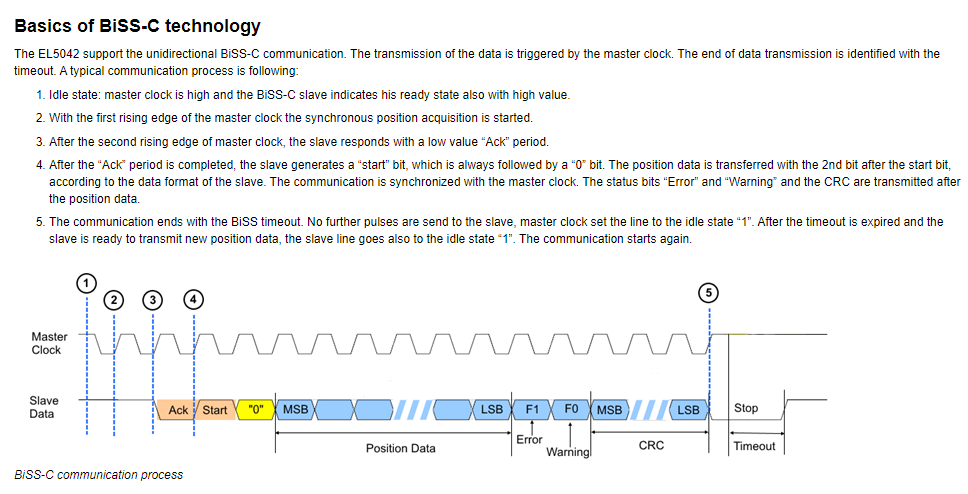 Basics of BiSS-C technology
The EL5042 support the unidirectional BiSS-C communication. The transmission of the data is triggered by the master clock. The end of data transmission is identified with the
timeout. A typical communication process is following:
1. Idle state: master clock is high and the BiSS-C slave indicates his ready state also with high value.
2. With the first rising edge of the master clock the synchronous position acquisition is started.
3. After the second rising edge of master clock, the slave responds with a low value “Ack” period.
4. After the “Ack” period is completed, the slave generates a “start” bit, which is always followed by a “0” bit. The position data is transferred with the 2nd bit after the start bit,
according to the data format of the slave. The communication is synchronized with the master clock. The status bits “Error” and “Warning” and the CRC are transmitted after
the position data.
5. The communication ends with the BiSS timeout. No further pulses are send to the slave, master clock set the line to the idle state “1”. After the timeout is expired and the
slave is ready to transmit new position data, the slave line goes also to the idle state “1”. The communication starts again.
1
2
3
4
5
Master
Clock
Slave
Data
Ack
Start
"0"
MSB
LSB
F1
F0
MSB
LSB
Stop
Error
Warning
Position Data
CRC
Timeout
BiSS-C communication process